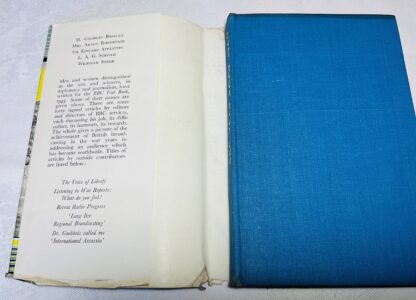 M. GEORGES BIDAULT
MRS. ARNOT ROBERTSON
SIR EDWARD APPLETON
L. A. G. STRONG
WICKHAM STEED
Men and women distinguished
in the arts and sciences, in
diplomacy and journalism, have
written for the BBC Year Book,
1945. Some of their names are
given above. There are some
forty signed articles by editors
and directors of BBC services,
each discussing his job, its diffi-
culties, its humours, its rewards.
The whole gives a picture of the
achievement of British broad-
casting in the war years in
addressing an audience which
has become worldwide. Titles of
articles by outside contributors
are listed below:
The Voice of Liberty
Listening to War Reports:
What do you feel?
Recent Radio Progress
'Long live
Regional Broadcasting'
Dr. Goebbels called me
'International Assassin'